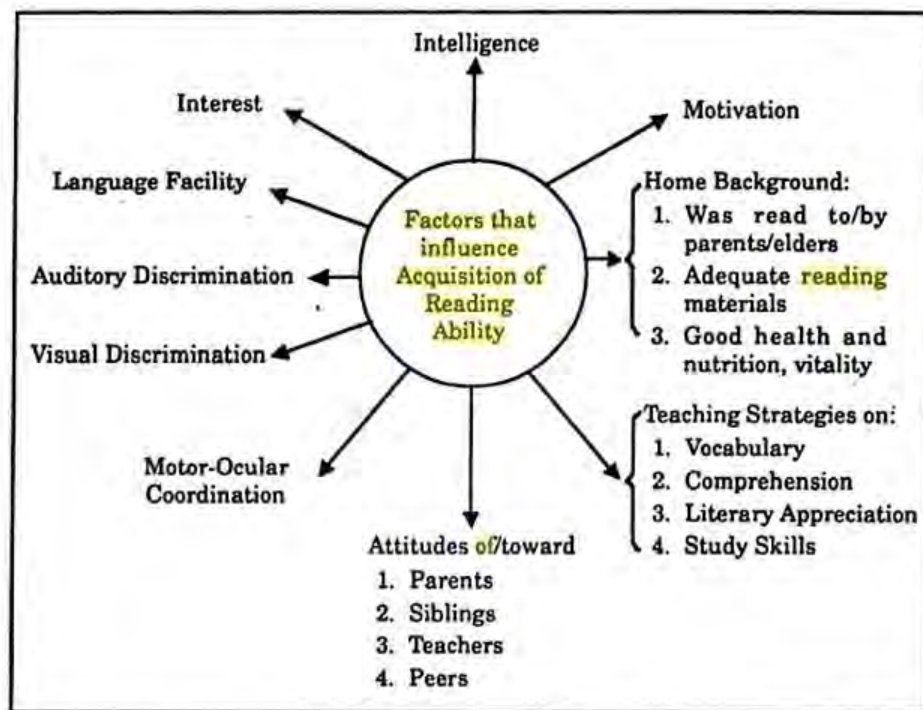 Intelligence
Interest
Motivation
Language Facility
Auditory Discrimination
Visual Discrimination
Motor-Ocular
Coordination
Factors that
influence
Acquisition of
Reading
Ability
Home Background:
1. Was read to/by
parents/elders
2. Adequate reading
materials
3. Good health and
nutrition, vitality
Teaching Strategies on:
1. Vocabulary
2. Comprehension
3. Literary Appreciation
4. Study Skills
Attitudes of/toward
1. Parents
2. Siblings
3. Teachers
4. Peers